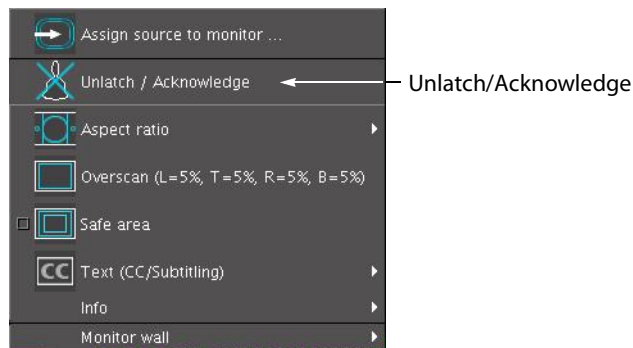 Assign source to monitor ...
Unlatch / Acknowledge
Unlatch/Acknowledge
Aspect ratio
Overscan (L=5%, T=5%, R=5%, B=5%)
Safe area
CC Text (CC/Subtitling)
Info
Monitor wall